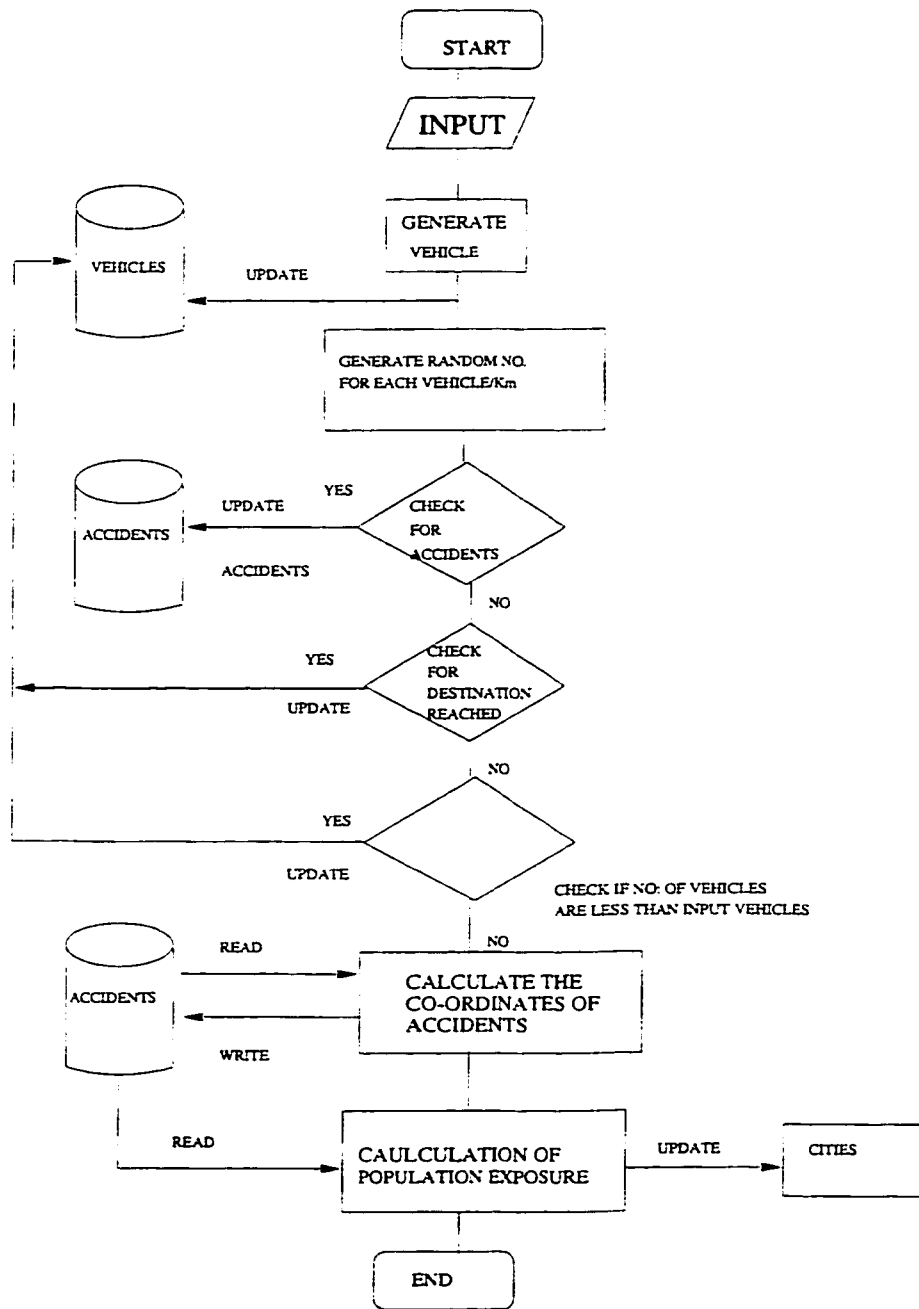 START
INPUT
GENERATE
VEHICLE
VEHICLES
UPDATE
GENERATE RANDOM NO.
FOR EACH VEHICLE/Km
YES
CHECK
UPDATE
FOR
ACCIDENTS
ACCIDENTS
ACCIDENTS
NO
CHECK
YES
FOR
DESTINATION
UPDATE
REACHED
NO
YES
UPDATE
CHECK IF NO: OF VEHICLES
ARE LESS THAN INPUT VEHICLES
NO
READ
CALCULATE THE
CO-ORDINATES OF
ACCIDENTS
ACCIDENTS
WRITE
READ
CAULCULATION OF
POPULATION EXPOSURE
UPDATE
CITIES
END